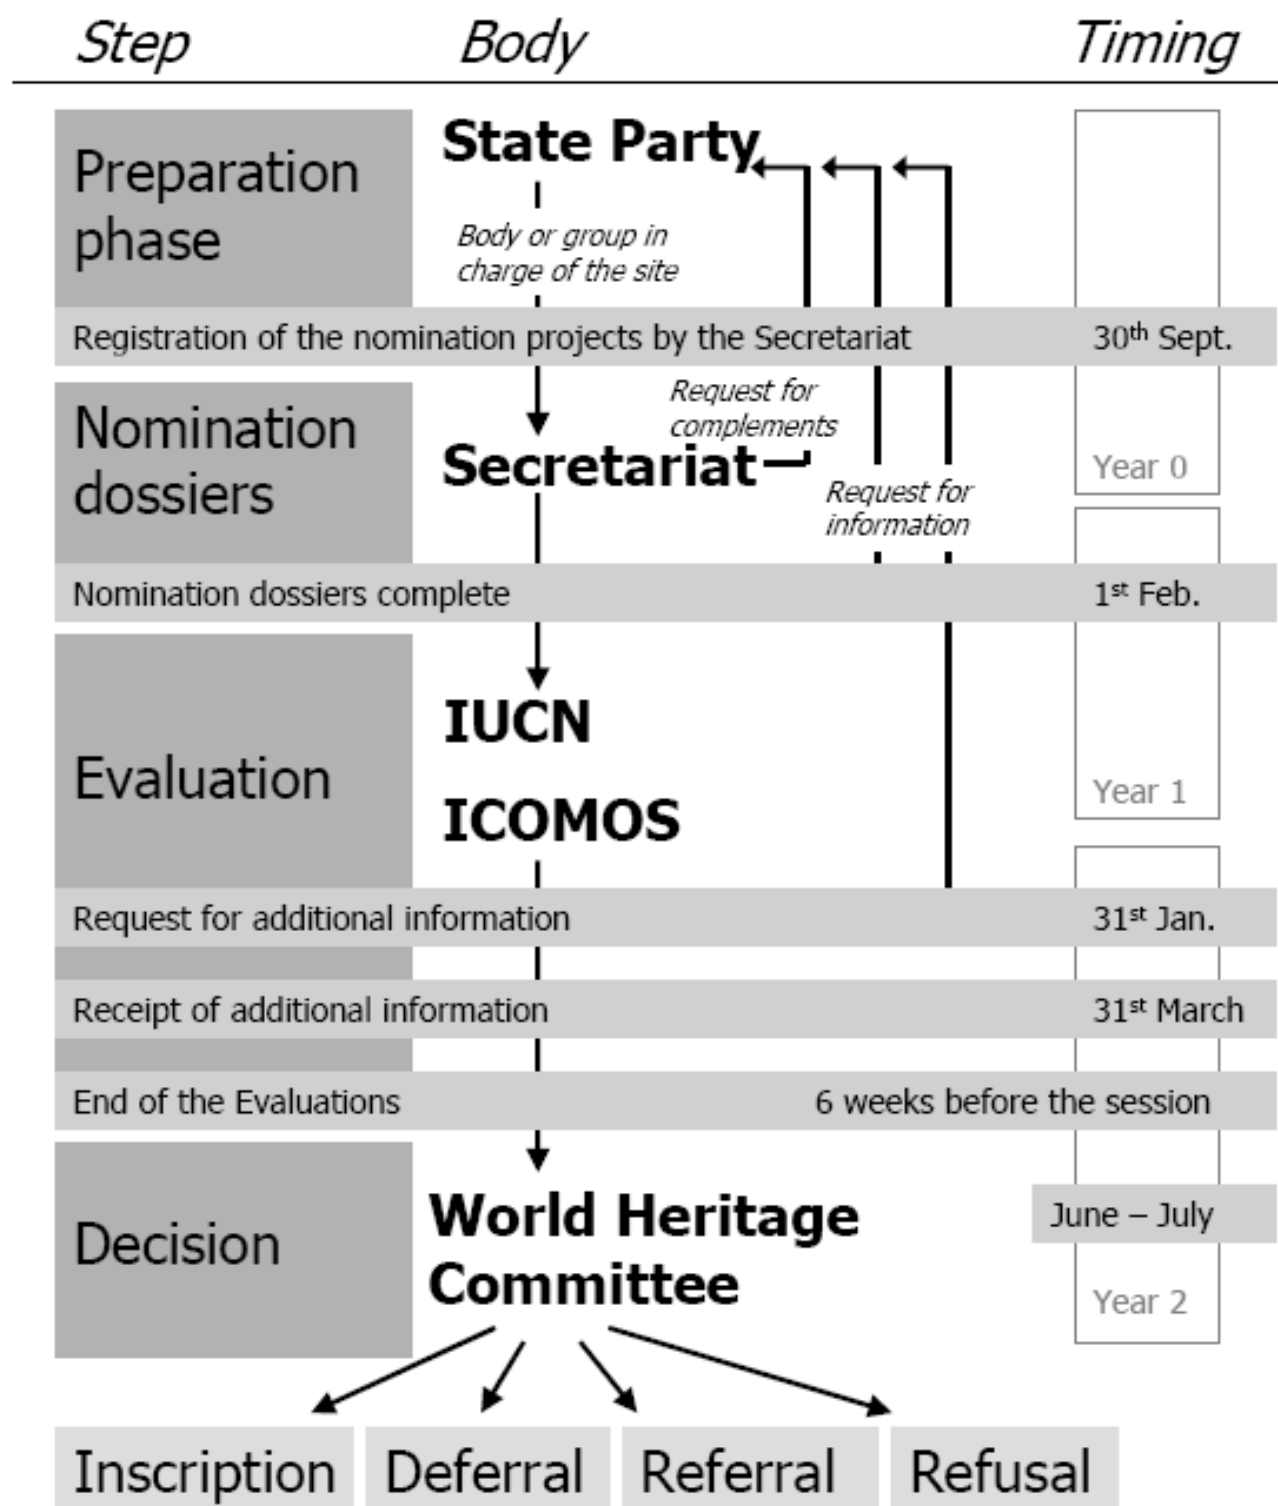 Step Body Timing
State Party
Preparation
phase
Body or group in
charge of the site
Registration of the nomination projects by the Secretariat 30th Sept.
Request for
complements
Nomination
dossiers
Secretariat
Year 0
Request for
information
Nomination dossiers complete 1st Feb.
IUCN
Evaluation
Year 1
ICOMOS
Request for additional information 31st Jan.
Receipt of additional information 31st March
End of the Evaluations 6 weeks before the session
Decision
World Heritage
Committee
June – July
Year 2
Inscription Deferral Referral Refusal